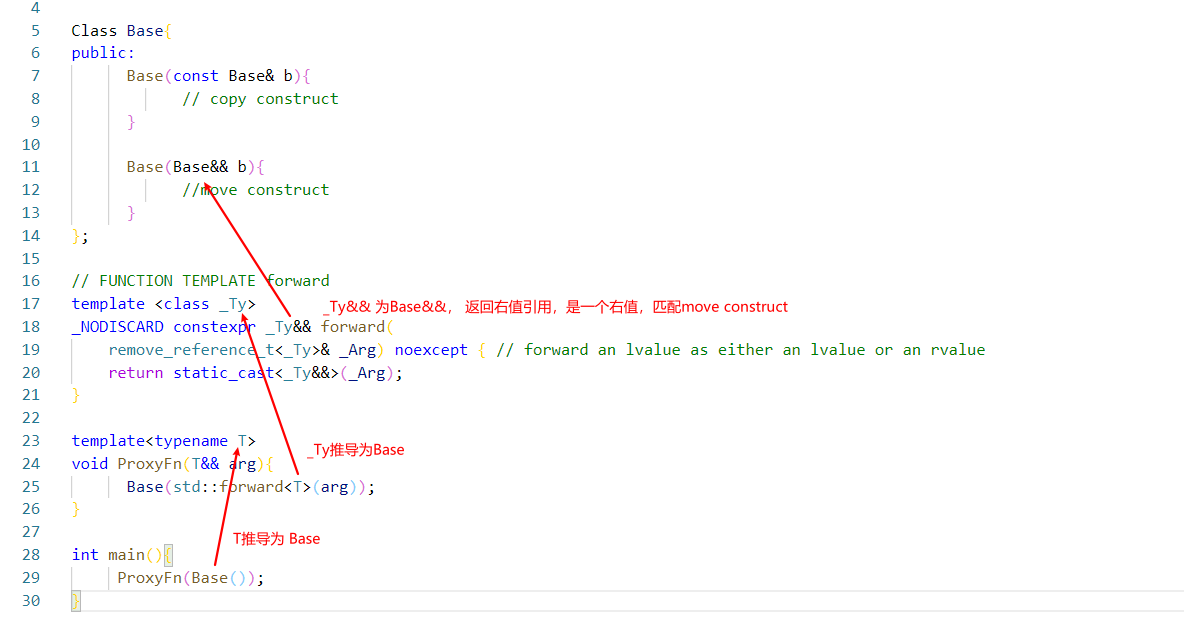 4
5 Class Base{
6 public:
7 Base(const Base& b){
8 // copy construct
9 }
10
11 Base(Base&& b){
12 //move construct
13 }
14 };
15
16 // FUNCTION TEMPLATE forward
17 template <class _Ty> _Ty&& 为Base&&， 返回右值引用，是一个右值，匹配move construct
18 _NODISCARD constexpr _Ty&& forward(
19 remove_reference_t<_Ty>& _Arg) noexcept { // forward an lvalue as either an lvalue or an rvalue
20 return static_cast<_Ty&&>(_Arg);
21 }
22
23 template<typename T>
_Ty推导为Base
24 void ProxyFn(T&& arg){
25 Base(std::forward<T>(arg));
26 }
27
T推导为 Base
28 int main(){
29 ProxyFn(Base());
30 }